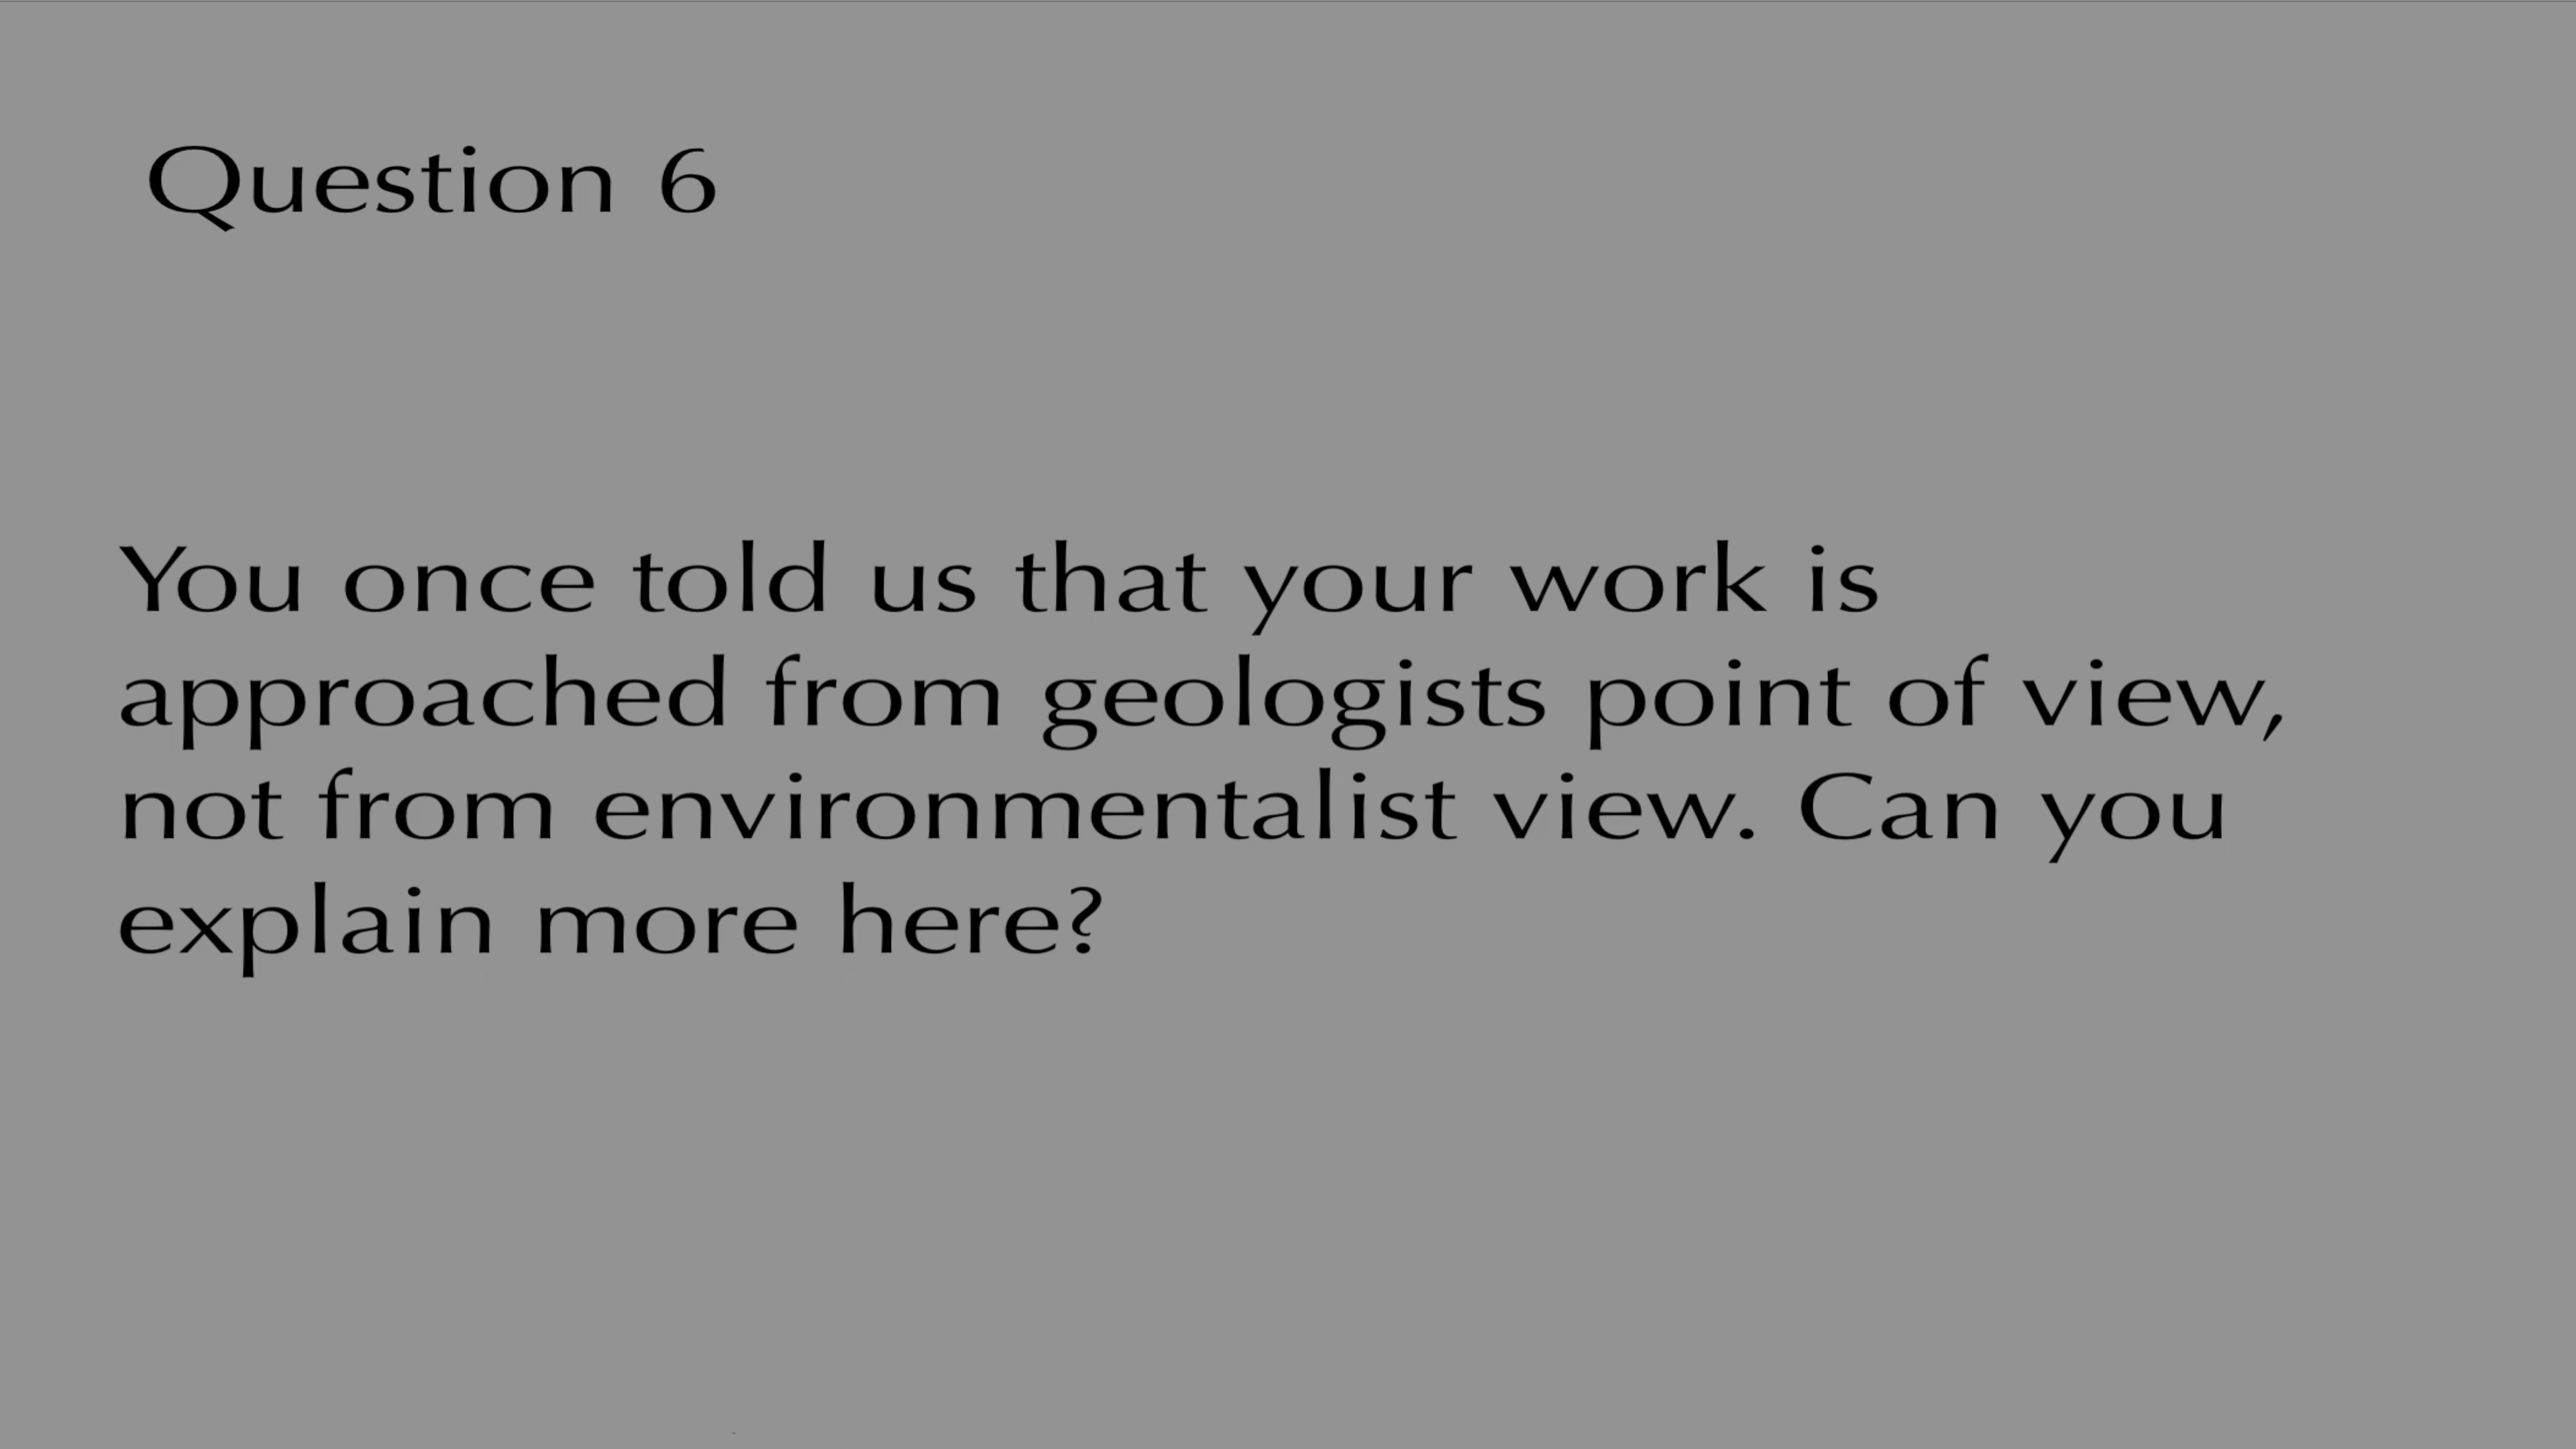 Question 6
You once told us that your work is
approached from geologists point of view,
not from environmentalist view. Can you
explain more here?